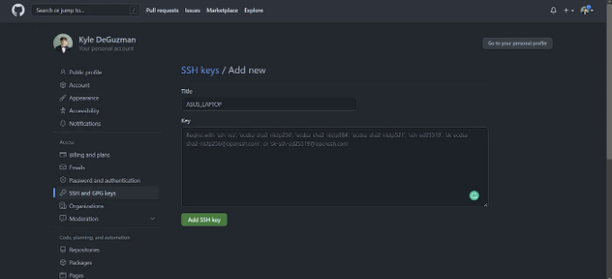 Search or jump to...
/
Pull requests
Issues
Marketplace
Explore
Kyle DeGuzman
Your personal account
Go to your personal profile
Public profile
Account
Appearance
Accessibility
Notifications
Access
Billing and plans
Emails
Password and authentication
SSH and GPG keys
Organizations
Moderation
Code, planning, and automation
Repositories
Packages
Pages
SSH keys / Add new
Title
ASUS_LAPTOP
Key
Begins with 'ssh-rsa', 'ecdsa-sha2-nistp256', 'ecdsa-sha2-nistp384', 'ecdsa-sha2-nistp521', 'ssh-ed25519', 'sk-ecdsa-
sha2-nistp256@openssh.com', or 'sk-ssh-ed25519@openssh.com'
Add SSH key